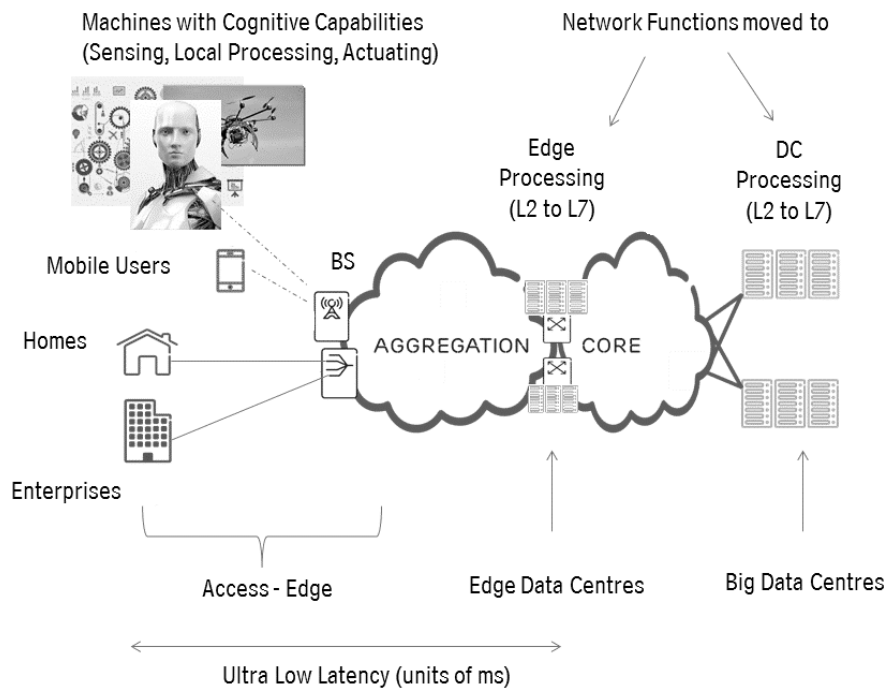 Machines with Cognitive Capabilities
(Sensing, Local Processing, Actuating)
Network Functions moved to
Edge
Processing
(L2 to L7)
DC
Processing
(L2 to L7)
Mobile Users
BS
Homes
AGGREGATION
CORE
Enterprises
Access - Edge
Edge Data Centres
Big Data Centres
Ultra Low Latency (units of ms)